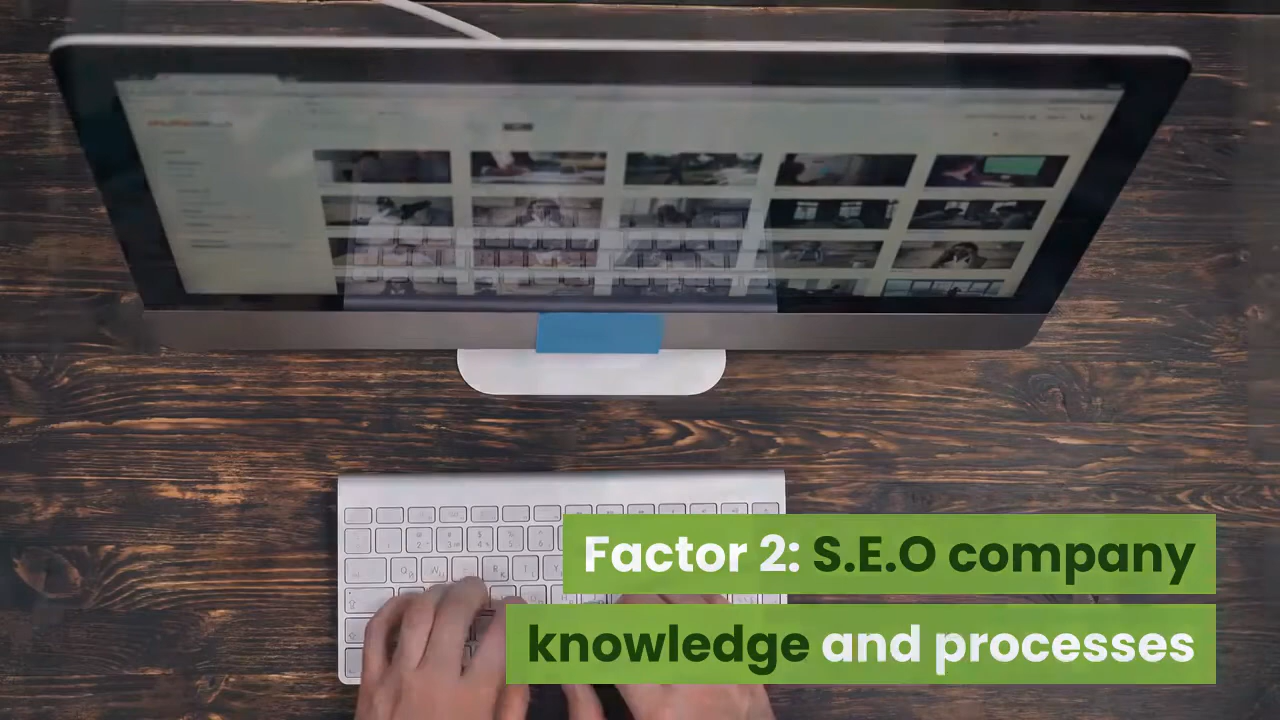 Factor 2: S.E.O company
knowledge and processes